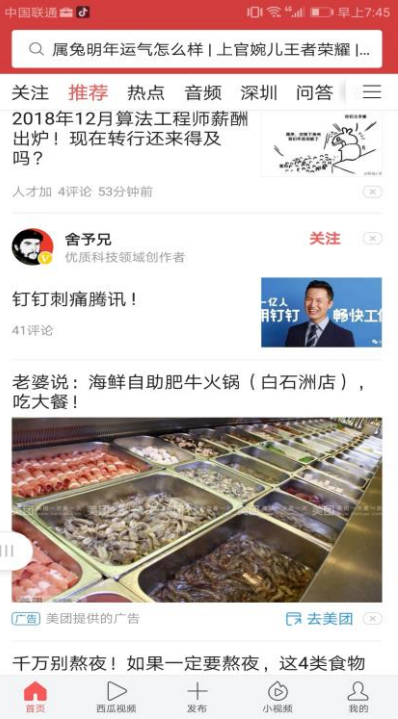 中国联通
早上7:45
属兔明年运气怎么样 | 上官婉儿王者荣耀 |...
关注 推荐 热点 音频 深圳 问答
2018年12月算法工程师薪酬
出炉！现在转行还来得及
吗？
人才加 4评论 53分钟前
舍予兄
优质科技领域创作者
关注
钉钉刺痛腾讯！
一亿人
用钉钉
畅快工
41评论
老婆说：海鲜自助肥牛火锅（白石洲店），
吃大餐！
广告 美团提供的广告
去美团
千万别熬夜！如果一定要熬夜，这4类食物
首页 西瓜视频 发布 小视频 我的